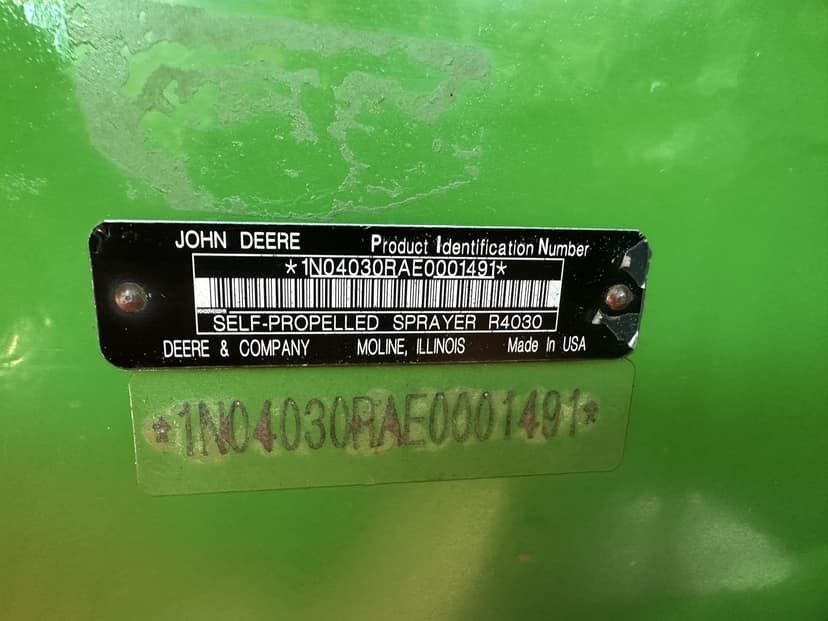 JOHN DEERE Product Identification Number
*1N04030RAE0001491*
SELF-PROPELLED SPRAYER R4030
DEERE & COMPANY MOLINE, ILLINOIS Made In USA
*1N04030RAE0001491*